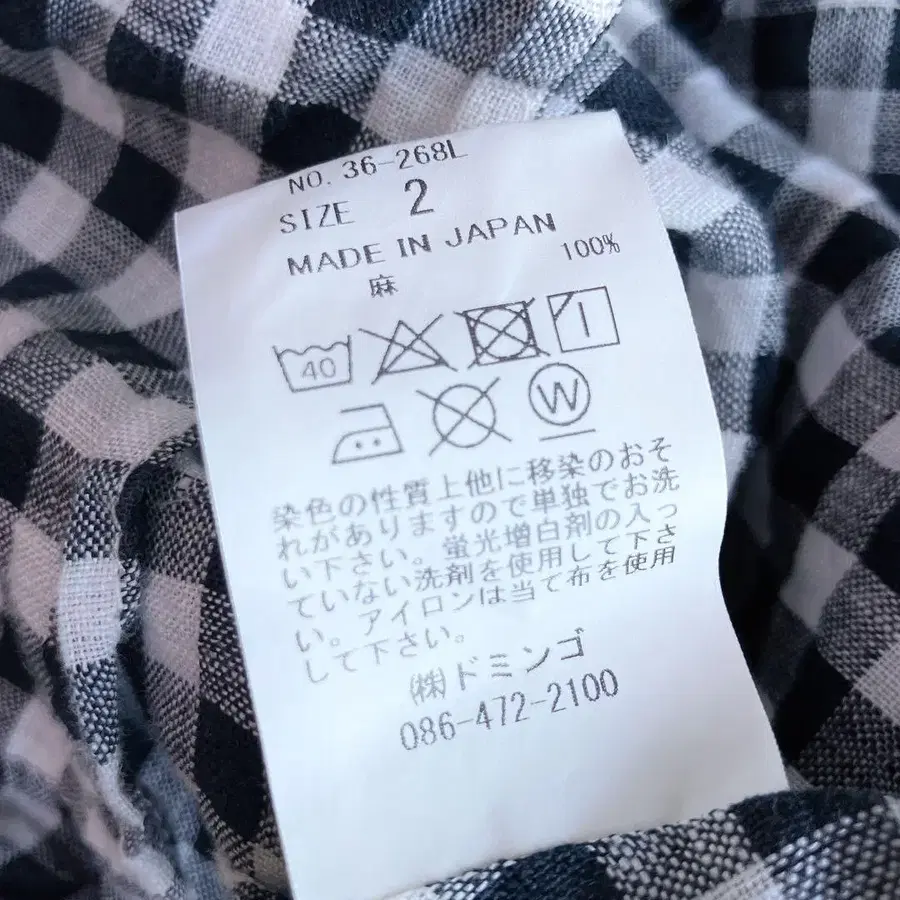 NO. 36-268L
SIZE 2
MADE IN JAPAN
麻 100%
40
W
染色の性質上他に移染のおそ
れがありますので単独でお洗
い下さい。蛍光増白剤の入っ
ていない洗剤を使用して下さ
い。アイロンは当て布を使用
して下さい。
㈱ドミンゴ
086-472-2100